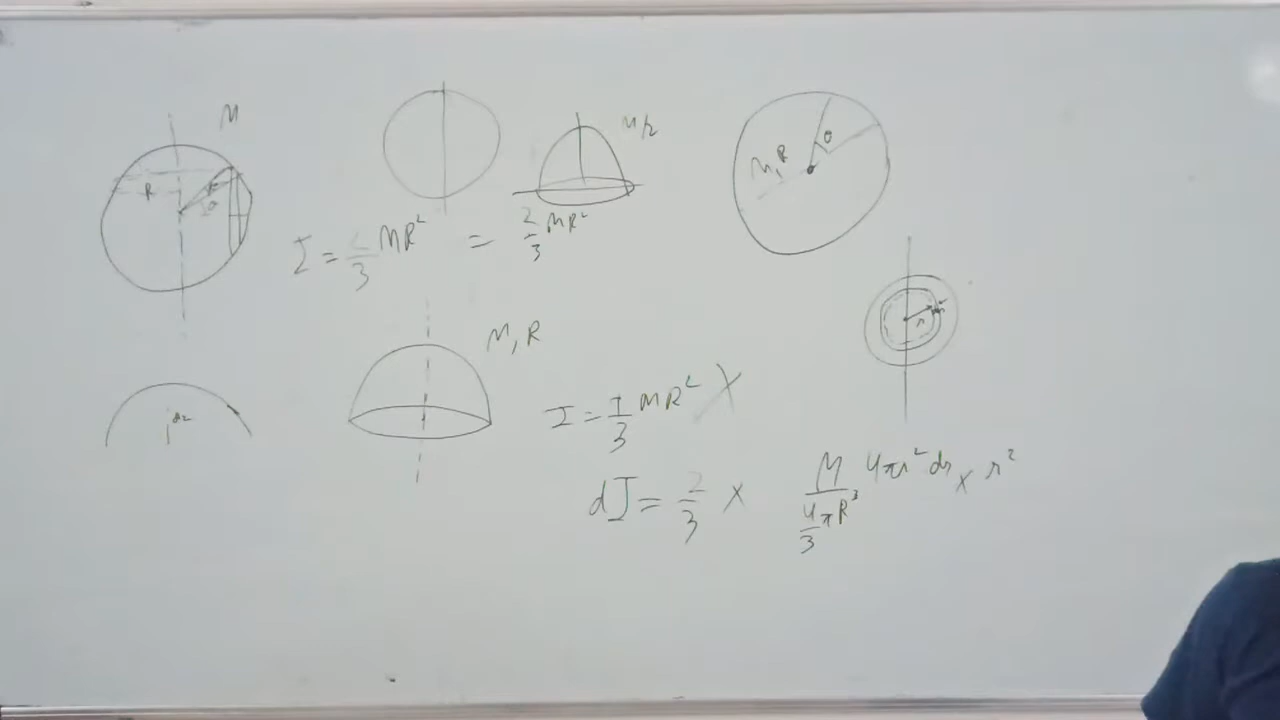 M
R
R
θ
I = 2/3 MR² = 2/3 MR²
M/2
M, R
θ
r
M, R
dz
I = 1/3 MR² X
dI = 2/3 × M/(4/3 πR³) 4πr² dr × r²